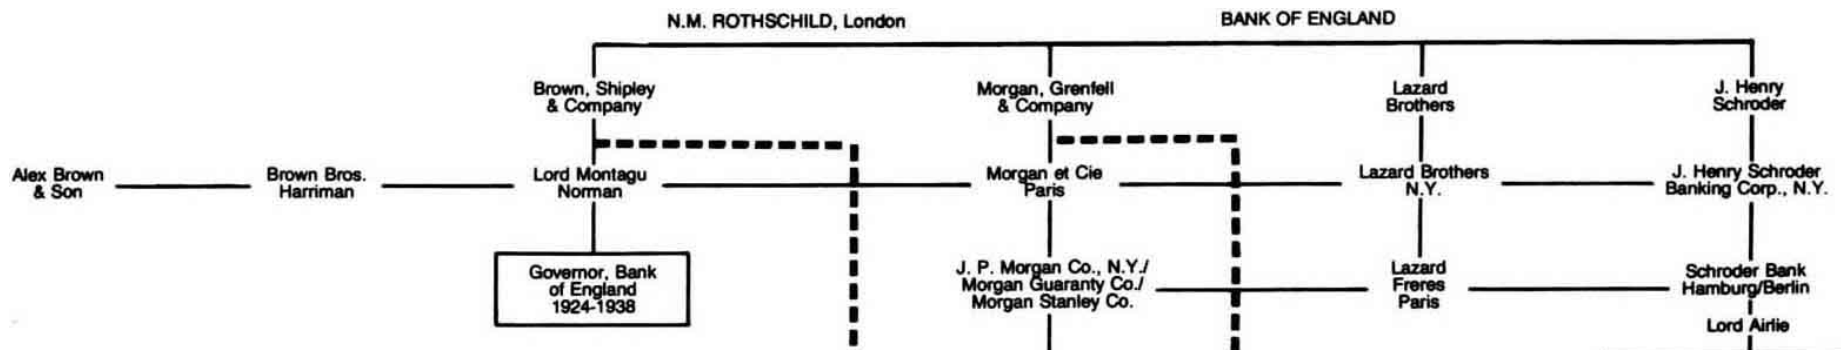 N.M. ROTHSCHILD, London
BANK OF ENGLAND
Brown, Shipley
& Company
Morgan, Grenfell
& Company
Lazard
Brothers
J. Henry
Schroder
Alex Brown
& Son
Brown Bros.
Harriman
Lord Montagu
Norman
Morgan et Cie
Paris
Lazard Brothers
N.Y.
J. Henry Schroder
Banking Corp., N.Y.
Governor, Bank
of England
1924-1938
J. P. Morgan Co., N.Y./
Morgan Guaranty Co./
Morgan Stanley Co.
Lazard
Freres
Paris
Schroder Bank
Hamburg/Berlin
Lord Airlie